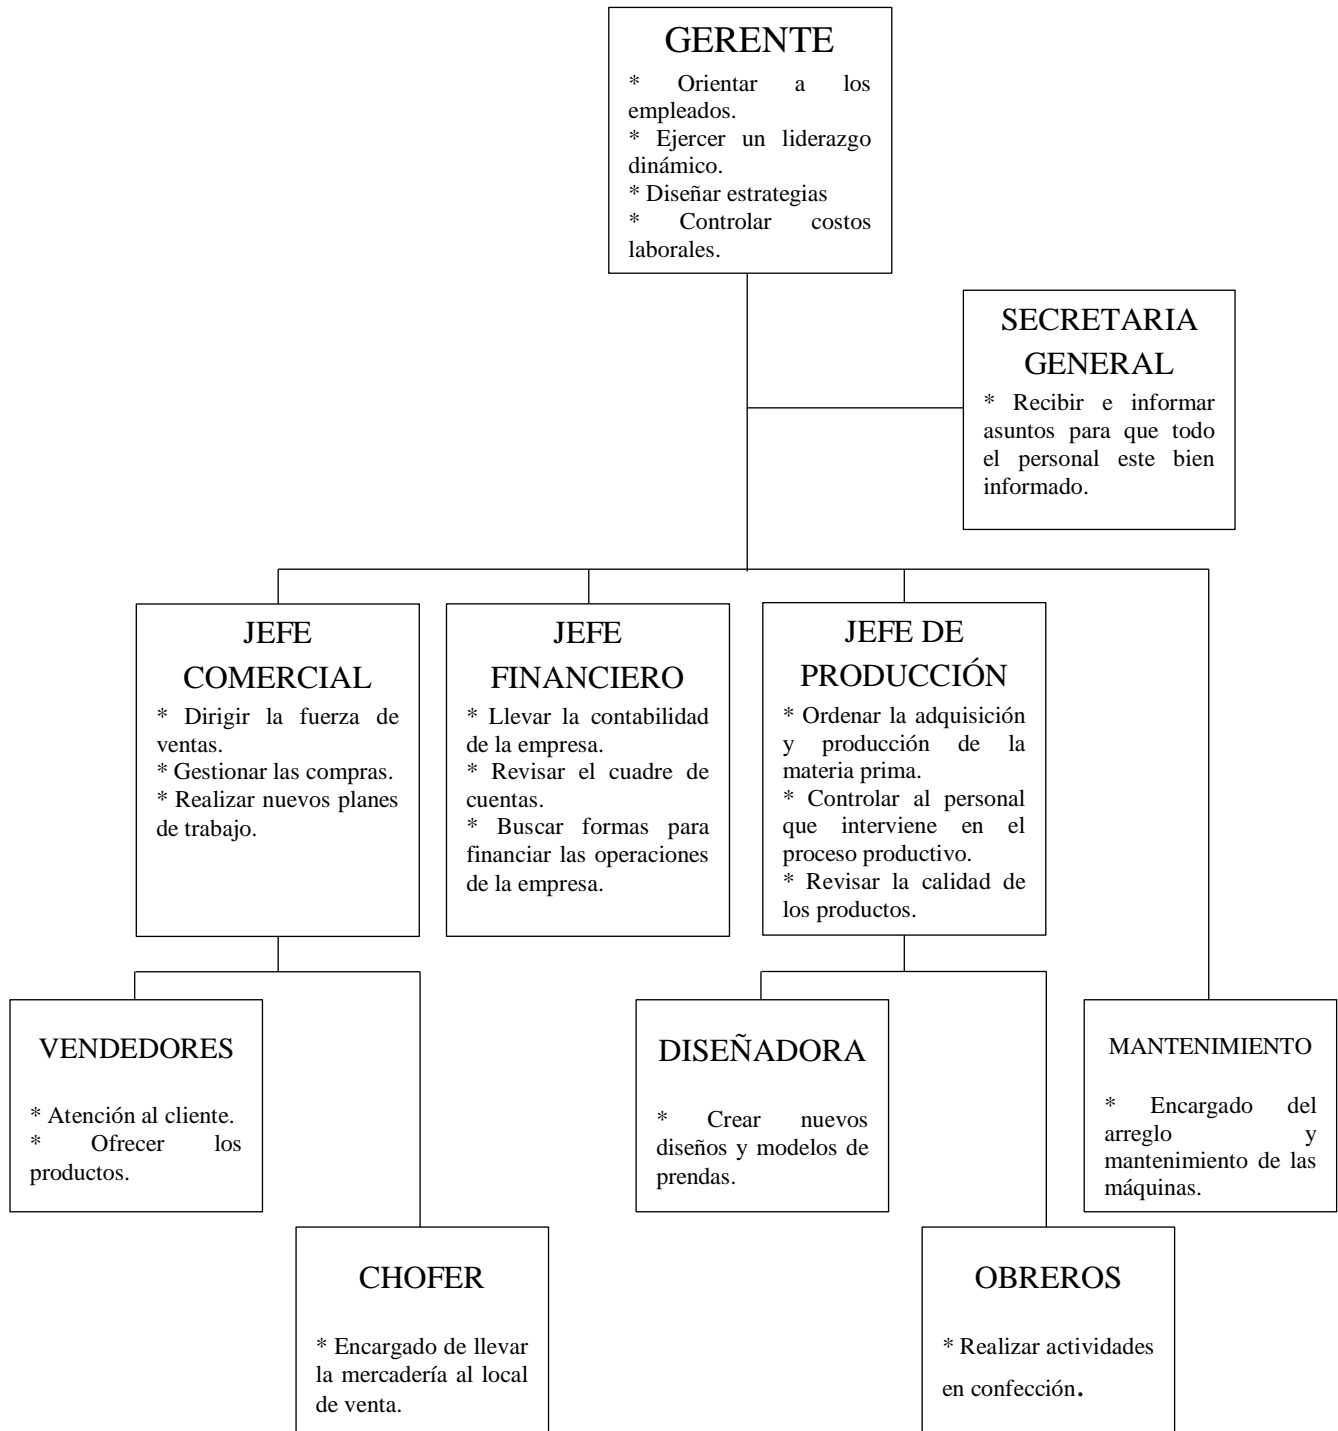 GERENTE
* Orientar a los
empleados.
* Ejercer un liderazgo
dinámico.
* Diseñar estrategias
* Controlar costos
laborales.
SECRETARIA
GENERAL
* Recibir e informar
asuntos para que todo
el personal este bien
informado.
JEFE
COMERCIAL
* Dirigir la fuerza de
ventas.
* Gestionar las compras.
* Realizar nuevos planes
de trabajo.
JEFE
FINANCIERO
* Llevar la contabilidad
de la empresa.
* Revisar el cuadre de
cuentas.
* Buscar formas para
financiar las operaciones
de la empresa.
JEFE DE
PRODUCCIÓN
* Ordenar la adquisición
y producción de la
materia prima.
* Controlar al personal
que interviene en el
proceso productivo.
* Revisar la calidad de
los productos.
VENDEDORES
* Atención al cliente.
* Ofrecer los
productos.
DISEÑADORA
* Crear nuevos
diseños y modelos de
prendas.
MANTENIMIENTO
* Encargado del
arreglo y
mantenimiento de las
máquinas.
CHOFER
* Encargado de llevar
la mercadería al local
de venta.
OBREROS
* Realizar actividades
en confección.